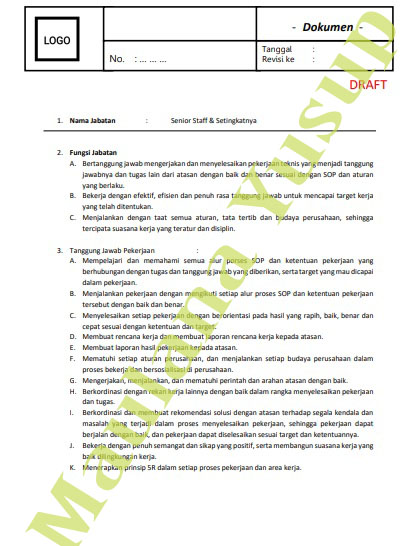 LOGO
- Dokumen -
No. : ... ... ...
Tanggal :
Revisi ke :
DRAFT
1. Nama Jabatan : Senior Staff & Setingkatnya
2. Fungsi Jabatan
A. Bertanggung jawab mengerjakan dan menyelesaikan pekerjaan teknis yang menjadi tanggung
jawabnya dan tugas lain dari atasan dengan baik dan benar sesuai dengan SOP dan aturan
yang berlaku.
B. Bekerja dengan efektif, efisien dan penuh rasa tanggung jawab untuk mencapai target kerja
yang telah ditentukan.
C. Menjalankan dengan taat semua aturan, tata tertib dan budaya perusahaan, sehingga
tercipata suasana kerja yang teratur dan disiplin.
3. Tanggung Jawab Pekerjaan :
A. Mempelajari dan memahami semua alur porses SOP dan ketentuan pekerjaan yang
berhubungan dengan tugas dan tanggung jawab yang diberikan, serta target yang mau dicapai
dalam pekerjaan.
B. Menjalankan pekerjaan dengan mengikuti setiap alur proses SOP dan ketentuan pekerjaan
tersebut dengan baik dan benar.
C. Menyelesaikan setiap pekerjaan dengan berorientasi pada hasil yang rapih, baik, benar dan
cepat sesuai dengan ketentuan dan target.
D. Membuat rencana kerja dan membuat laporan rencana kerja kepada atasan.
E. Membuat laporan hasil pekerjaan kepada atasan.
F. Mematuhi setiap aturan perusahaan, dan menjalankan setiap budaya perusahaan dalam
proses bekerja dan bersosialisasi di perusahaan.
G. Mengerjakan, menjalankan, dan mematuhi perintah dan arahan atasan dengan baik.
H. Berkordinasi dengan rekan kerja lainnya dengan baik dalam rangka menyelesaikan pekerjaan
dan tugas.
I. Berkordinasi dan membuat rekomendasi solusi dengan atasan terhadap segala kendala dan
masalah yang terjadi dalam proses menyelesaikan pekerjaan, sehingga pekerjaan dapat
berjalan dengan baik, dan pekerjaan dapat diselesaikan sesuai target dan ketentuannya.
J. Bekerja dengan penuh semangat dan sikap yang positif, serta membangun suasana kerja yang
baik dilingkungan kerja.
K. Menerapkan prinsip 5R dalam setiap proses pekerjaan dan area kerja.
Maulana Yusup